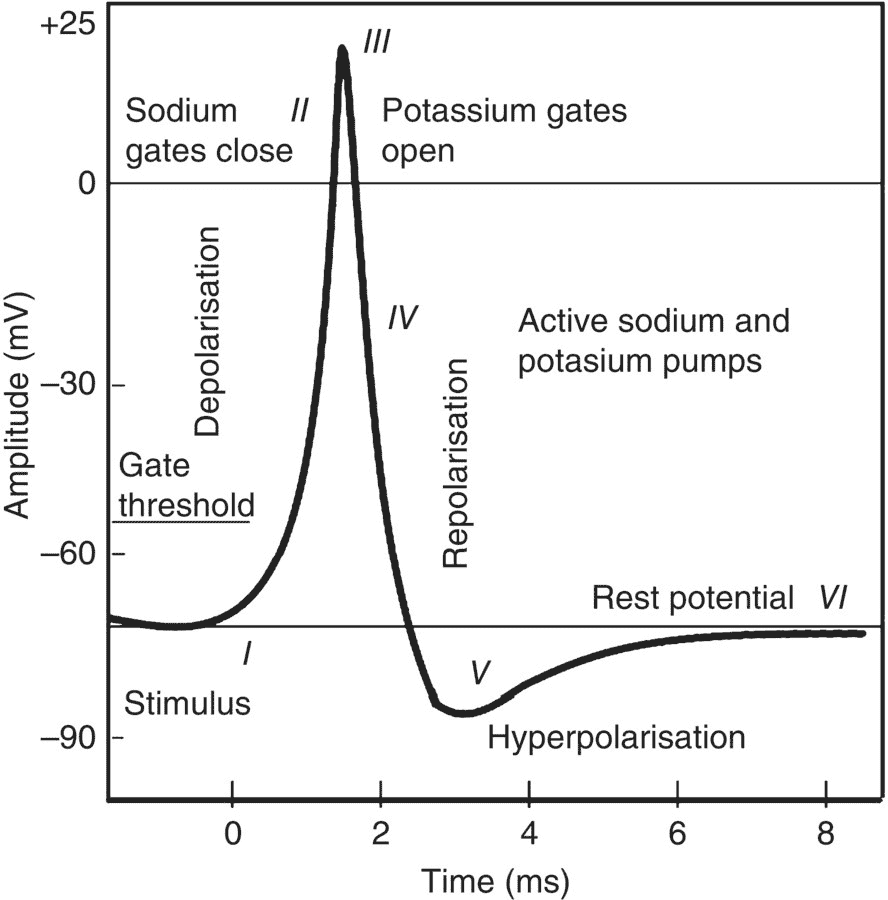 +25
III
Sodium II Potassium gates
gates close open
0
Depolarisation
IV
Active sodium and
potasium pumps
Amplitude (mV)
–30
Repolarisation
Gate
threshold
–60
Rest potential VI
I
V
Stimulus
–90
Hyperpolarisation
0 2 4 6 8
Time (ms)